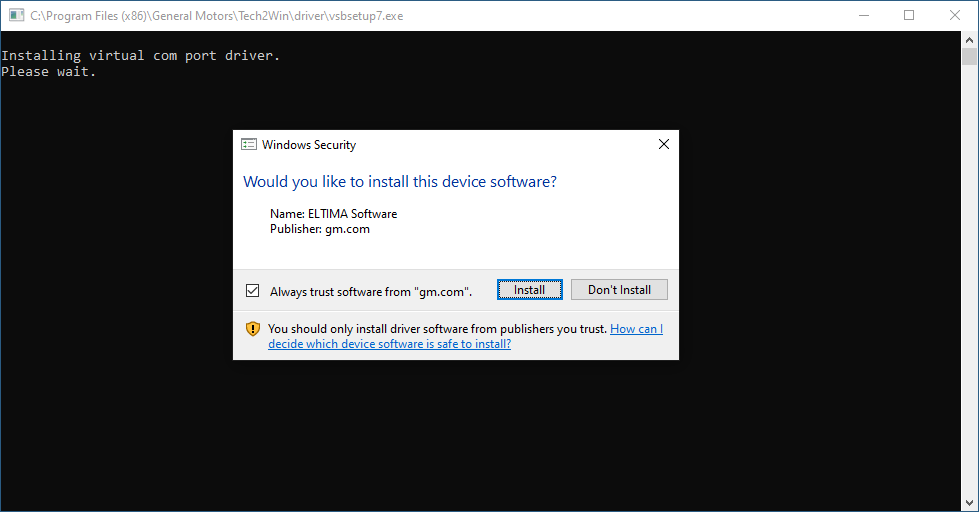 C:\Program Files (x86)\General Motors\Tech2Win\driver\vsbsetup7.exe
Installing virtual com port driver.
Please wait.
Windows Security
Would you like to install this device software?
Name: ELTIMA Software
Publisher: gm.com
Always trust software from "gm.com".
Install
Don't Install
You should only install driver software from publishers you trust. How can I
decide which device software is safe to install?